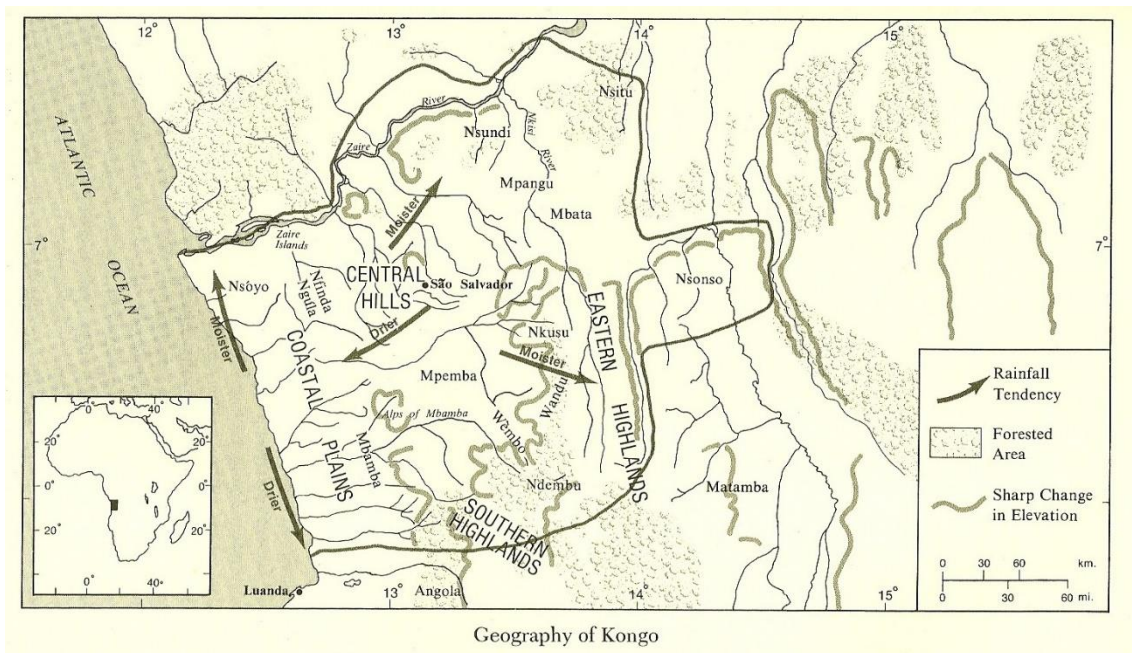 12°
13°
14°
15°
ATLANTIC
OCEAN
Nsitu
River
Zaire
Nsundi
Nkisi
River
Mpangu
Mbata
Moister
7°
7°
Zaire
Islands
CENTRAL
HILLS
São Salvador
Nsoyo
Nfinda
Ngula
Moister
Drier
COASTAL
PLAINS
Nsonso
EASTERN
HIGHLANDS
Nkusu
Moister
Mpemba
Wandu
Alps of Mbamba
Wembo
Mbamba
Drier
Ndembu
Matamba
SOUTHERN
HIGHLANDS
Luanda
13°
Angola
14°
15°
0° 40°
20° 20°
0° 0°
20° 20°
0° 40°
Rainfall
Tendency
Forested
Area
Sharp Change
in Elevation
0 30 60 km.
0 30 60 mi.
Geography of Kongo